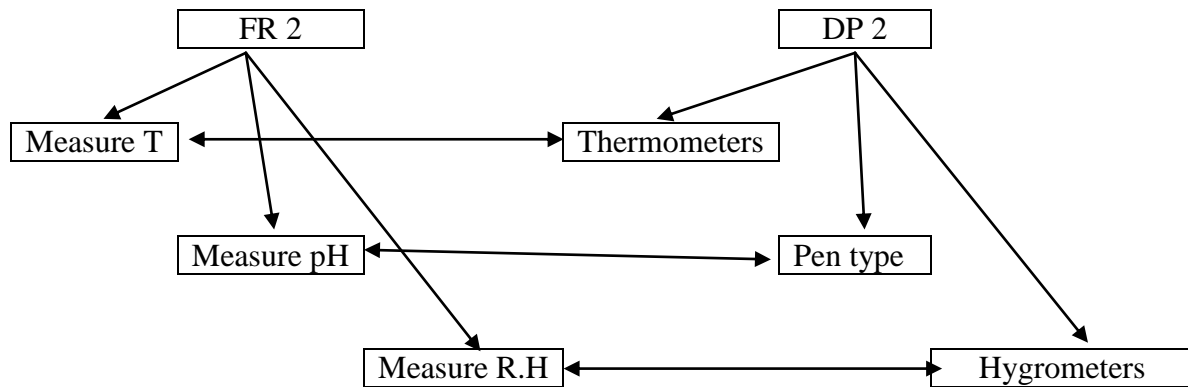 FR 2
DP 2
Measure T
Thermometers
Measure pH
Pen type
Measure R.H
Hygrometers